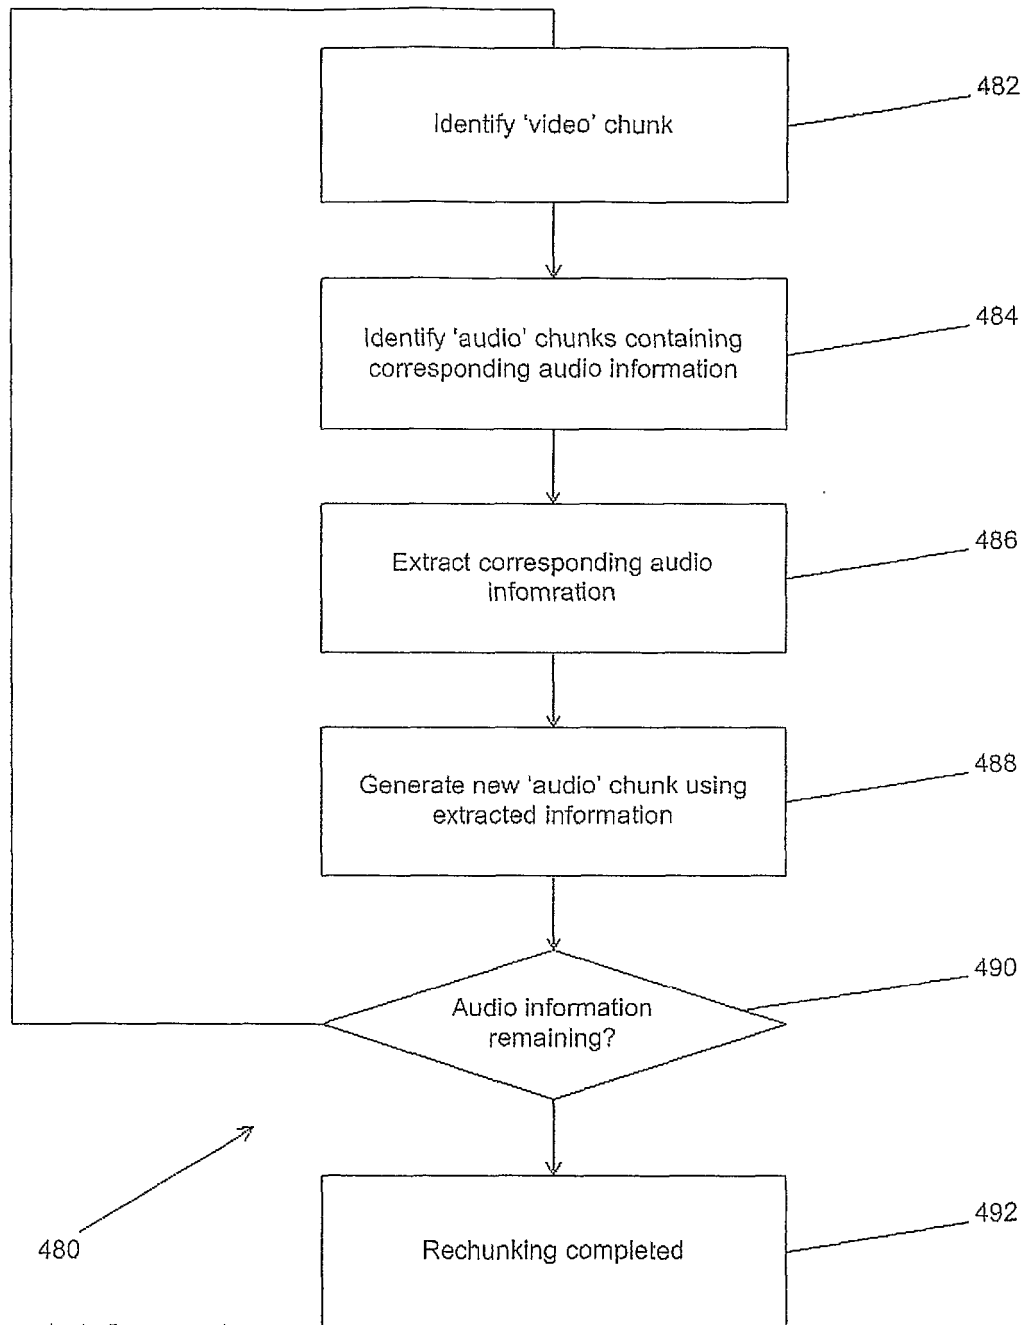 Identify 'video' chunk
482
Identify 'audio' chunks containing
corresponding audio information
484
Extract corresponding audio
infomration
486
Generate new 'audio' chunk using
extracted information
488
Audio information
remaining?
490
480
Rechunking completed
492